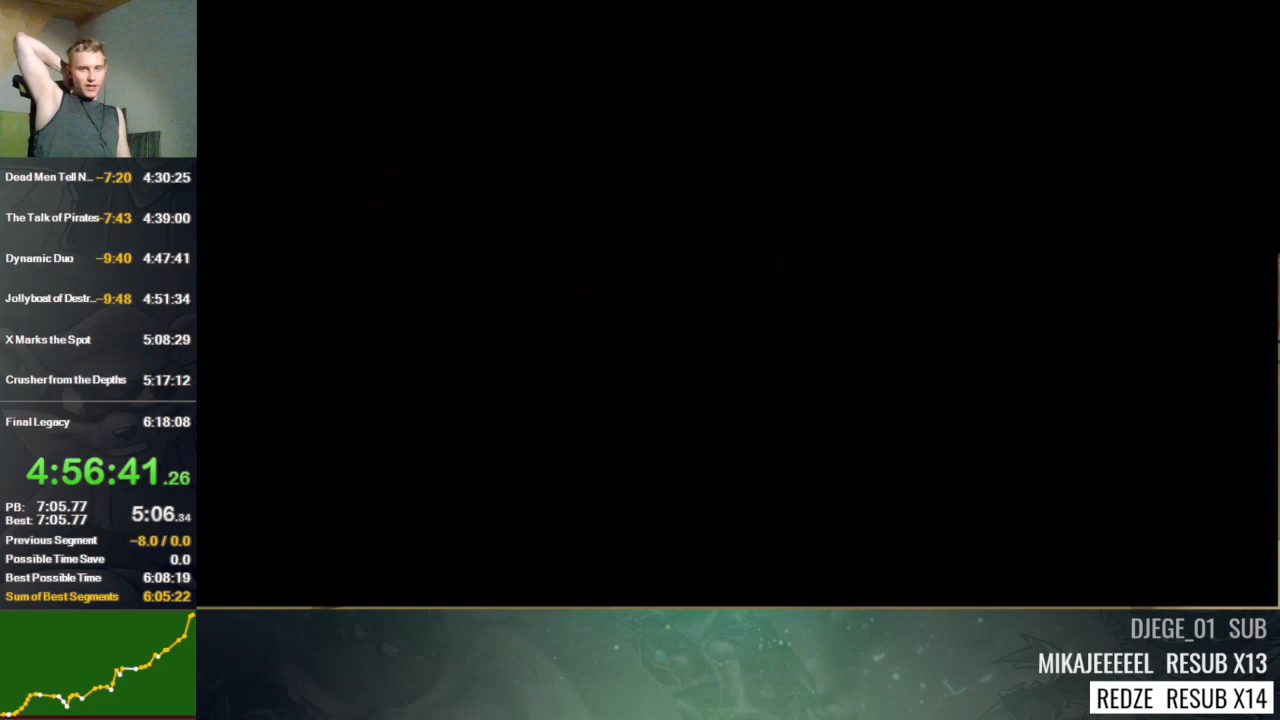 Dead Men Tell N... −7:20 4:30:25
The Talk of Pirates −7:43 4:39:00
Dynamic Duo −9:40 4:47:41
Jollyboat of Destr... −9:48 4:51:34
X Marks the Spot 5:08:29
Crusher from the Depths 5:17:12
Final Legacy 6:18:08
4:56:41.26
PB: 7:05.77 5:06.34
Best: 7:05.77
Previous Segment −8.0 / 0.0
Possible Time Save 0.0
Best Possible Time 6:08:19
Sum of Best Segments 6:05:22
DJEGE_01 SUB
MIKAJEEEEEL RESUB X13
REDZE RESUB X14